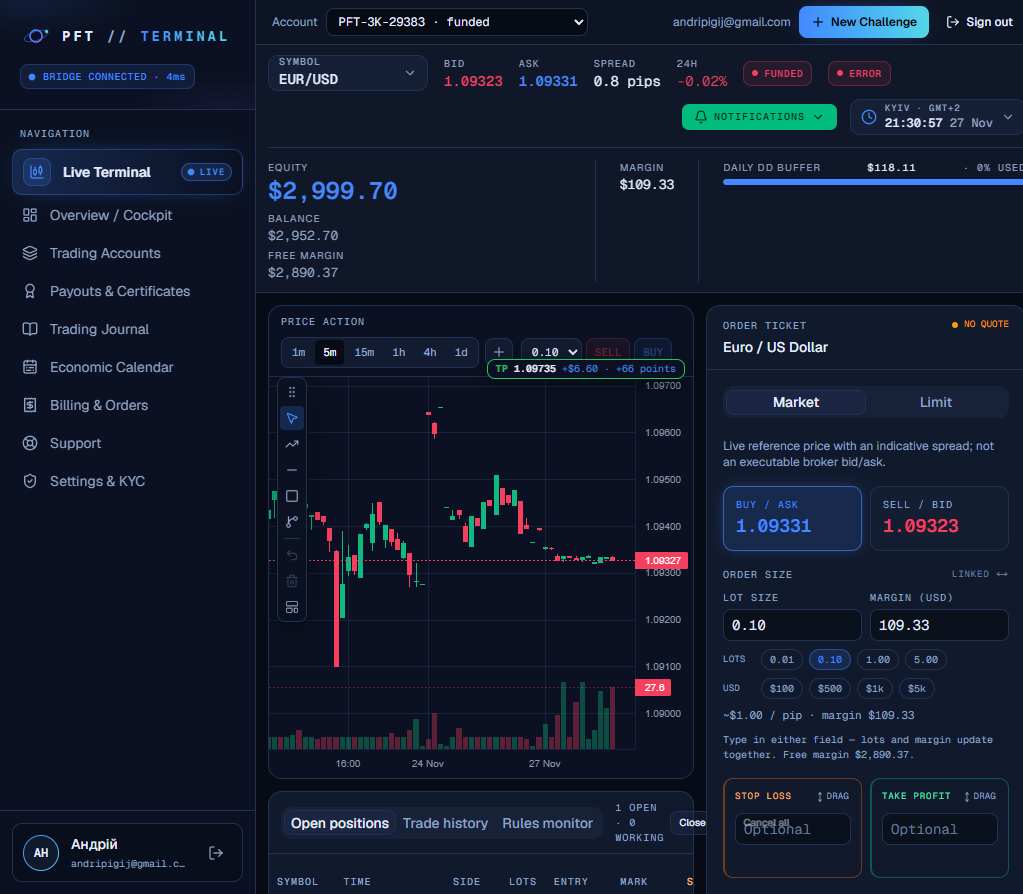 PFT // TERMINAL
BRIDGE CONNECTED · 4ms
NAVIGATION
Live Terminal
LIVE
Overview / Cockpit
Trading Accounts
Payouts & Certificates
Trading Journal
Economic Calendar
Billing & Orders
Support
Settings & KYC
AH
Андрій
andripigij@gmail.c…
Account
PFT-3K-29383 · funded
andripigij@gmail.com
New Challenge
Sign out
SYMBOL
EUR/USD
BID
1.09323
ASK
1.09331
SPREAD
0.8 pips
24H
-0.02%
FUNDED
ERROR
NOTIFICATIONS
KYIV · GMT+2
21:30:57 27 Nov
EQUITY
$2,999.70
BALANCE
$2,952.70
FREE MARGIN
$2,890.37
MARGIN
$109.33
DAILY DD BUFFER
$118.11
· 0% USED
PRICE ACTION
1m 5m 15m 1h 4h 1d
0.10
SELL
BUY
TP 1.09735 +$6.60 · +66 points
1.09700
1.09600
1.09500
1.09400
1.09327
1.09300
1.09200
1.09100
27.6
1.09000
16:00 24 Nov 27 Nov
Open positions Trade history Rules monitor
1 OPEN
· 0
WORKING
Close
Cancel all
SYMBOL TIME SIDE LOTS ENTRY MARK S
ORDER TICKET
NO QUOTE
Euro / US Dollar
Market Limit
Live reference price with an indicative spread; not
an executable broker bid/ask.
BUY / ASK
1.09331
SELL / BID
1.09323
ORDER SIZE
LINKED
LOT SIZE
MARGIN (USD)
0.10
109.33
LOTS 0.01 0.10 1.00 5.00
USD $100 $500 $1k $5k
~$1.00 / pip · margin $109.33
Type in either field — lots and margin update
together. Free margin $2,890.37.
STOP LOSS
DRAG
Optional
TAKE PROFIT
DRAG
Optional